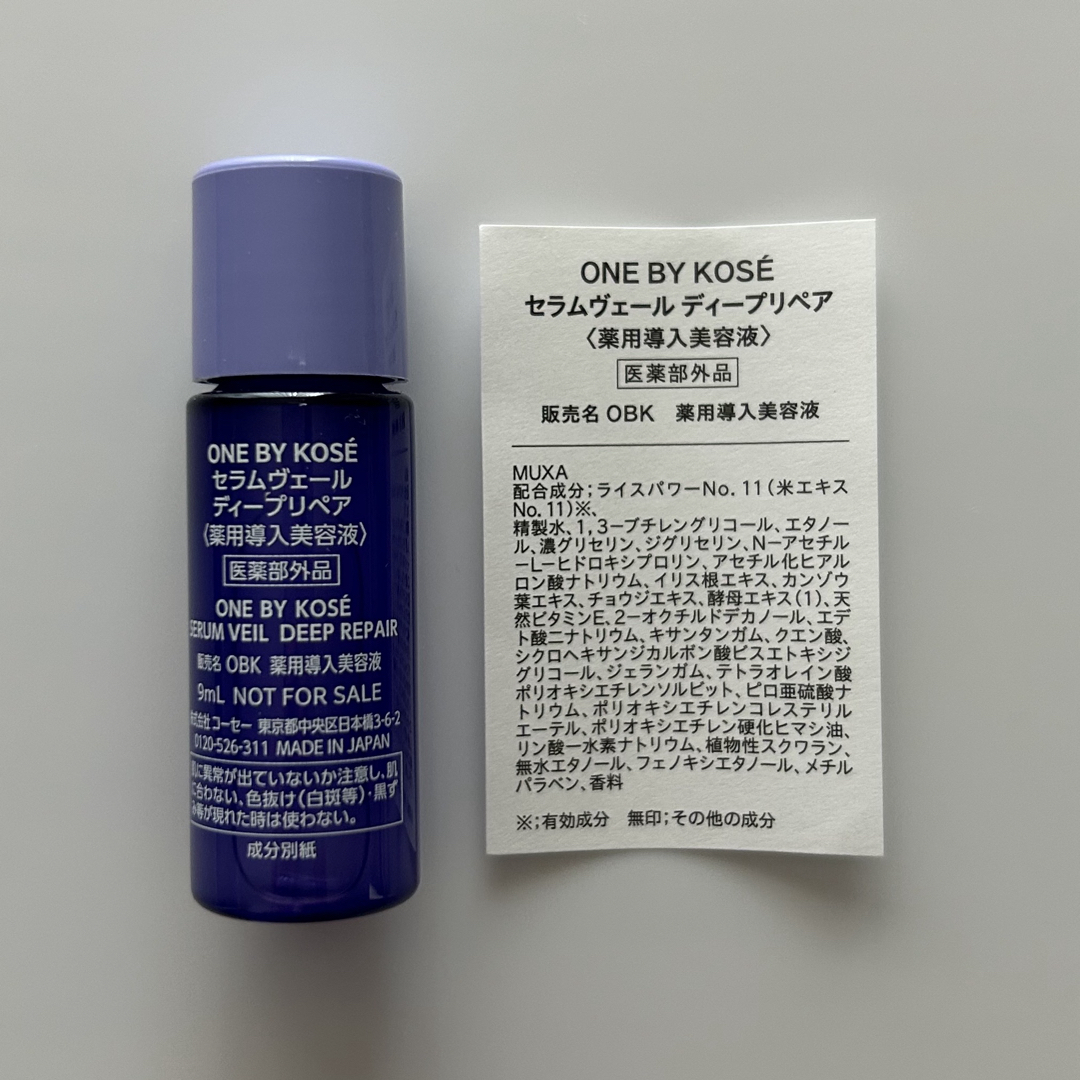 ONE BY KOSÉ
セラムヴェール
ディープリペア
〈薬用導入美容液〉
医薬部外品
ONE BY KOSÉ
SERUM VEIL DEEP REPAIR
販売名 OBK 薬用導入美容液
9mL NOT FOR SALE
株式会社コーセー 東京都中央区日本橋3-6-2
0120-526-311 MADE IN JAPAN
肌に異常が出ていないか注意し、肌
に合わない、色抜け(白斑等)・黒ず
み等が現れた時は使わない。
成分別紙
ONE BY KOSÉ
セラムヴェール ディープリペア
〈薬用導入美容液〉
医薬部外品
販売名 OBK 薬用導入美容液
MUXA
配合成分;ライスパワーNo.11(米エキス
No.11)※、
精製水、1,3ーブチレングリコール、エタノー
ル、濃グリセリン、ジグリセリン、Nーアセチル
ーLーヒドロキシプロリン、アセチル化ヒアル
ロン酸ナトリウム、イリス根エキス、カンゾウ
葉エキス、チョウジエキス、酵母エキス(1)、天
然ビタミンE、2ーオクチルドデカノール、エデ
ト酸二ナトリウム、キサンタンガム、クエン酸、
シクロヘキサンジカルボン酸ビスエトキシジ
グリコール、ジェランガム、テトラオレイン酸
ポリオキシエチレンソルビット、ピロ亜硫酸ナ
トリウム、ポリオキシエチレンコレステリル
エーテル、ポリオキシエチレン硬化ヒマシ油、
リン酸一水素ナトリウム、植物性スクワラン、
無水エタノール、フェノキシエタノール、メチル
パラベン、香料
※;有効成分 無印;その他の成分